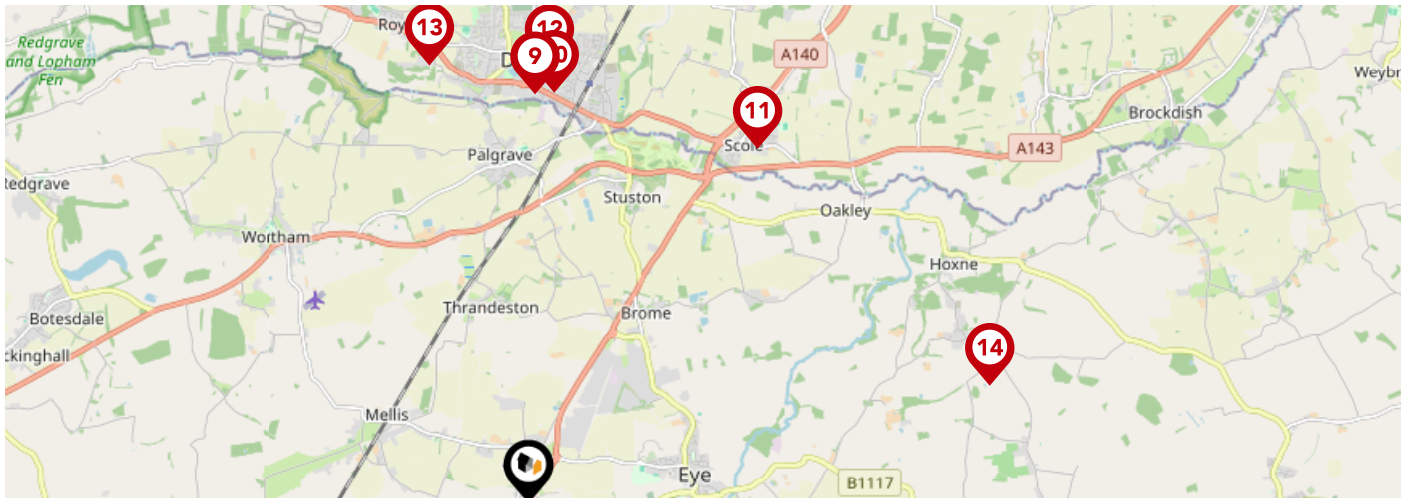 Redgrave
and Lopham
Fen
Roy
13
12
9
0
D
A140
11
Scole
Weybr
Brockdish
A143
Palgrave
Redgrave
Stuston
Oakley
Wortham
Hoxne
Thrandeston
Brome
Botesdale
ckinghall
14
Mellis
Eye
B1117